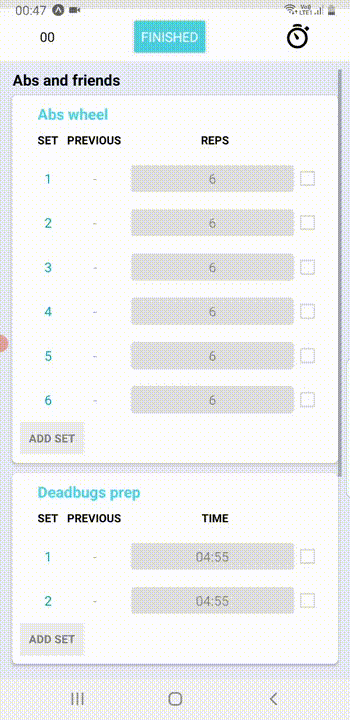 00:47
00 FINISHED
Abs and friends
Abs wheel
SET PREVIOUS REPS
1 - 6
2 - 6
3 - 6
4 - 6
5 - 6
6 - 6
ADD SET
Deadbugs prep
SET PREVIOUS TIME
1 - 04:55
2 - 04:55
ADD SET